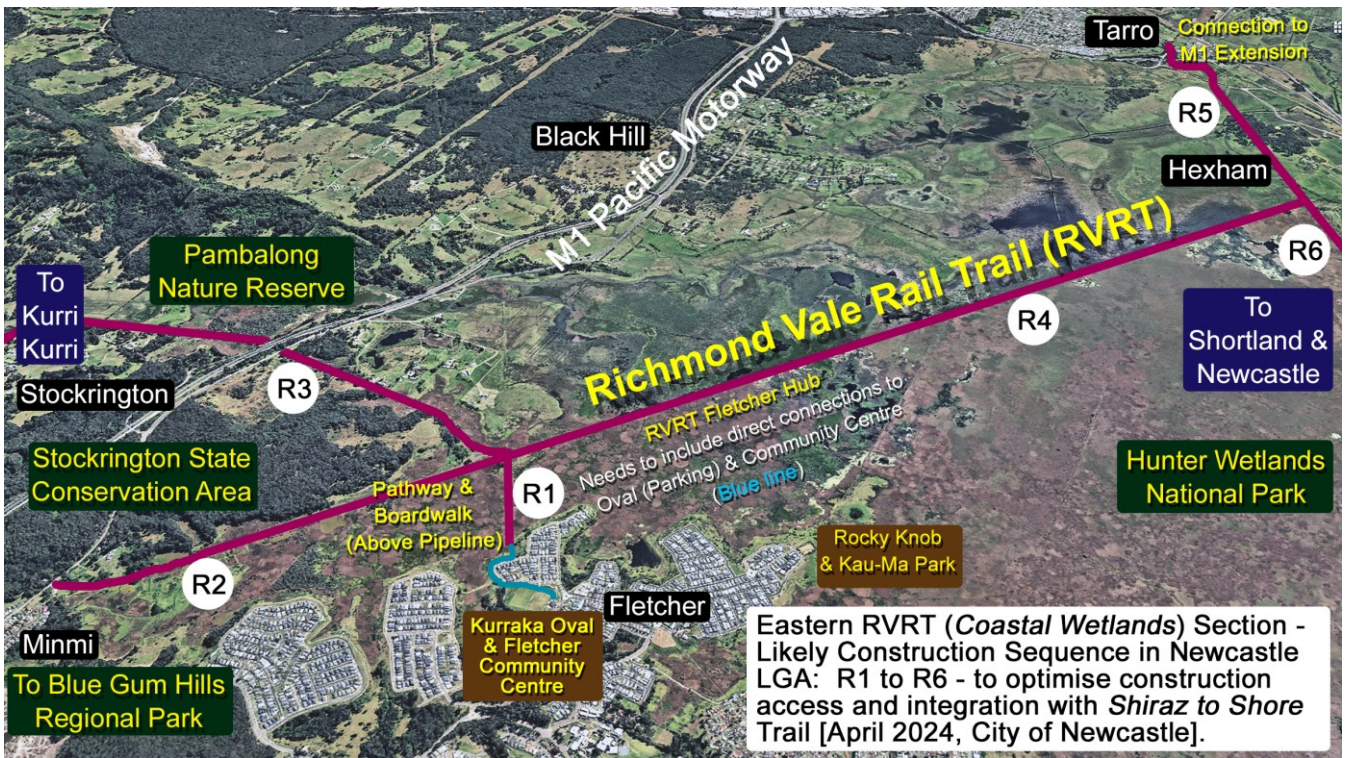 Tarro
Connection to
M1 Extension
R5
Black Hill
M1 Pacific Motorway
Hexham
Pambalong
Nature Reserve
R6
To
Kurri
Kurri
Richmond Vale Rail Trail (RVRT)
R4
To
Shortland &
Newcastle
R3
Stockrington
RVRT Fletcher Hub
Needs to include direct connections to
Oval (Parking) & Community Centre
(Blue line)
Stockrington State
Conservation Area
Hunter Wetlands
National Park
Pathway &
Boardwalk
(Above Pipeline)
R1
Rocky Knob
& Kau-Ma Park
R2
Fletcher
Kurraka Oval
& Fletcher
Community
Centre
Minmi
To Blue Gum Hills
Regional Park
Eastern RVRT (Coastal Wetlands) Section -
Likely Construction Sequence in Newcastle
LGA: R1 to R6 - to optimise construction
access and integration with Shiraz to Shore
Trail [April 2024, City of Newcastle].